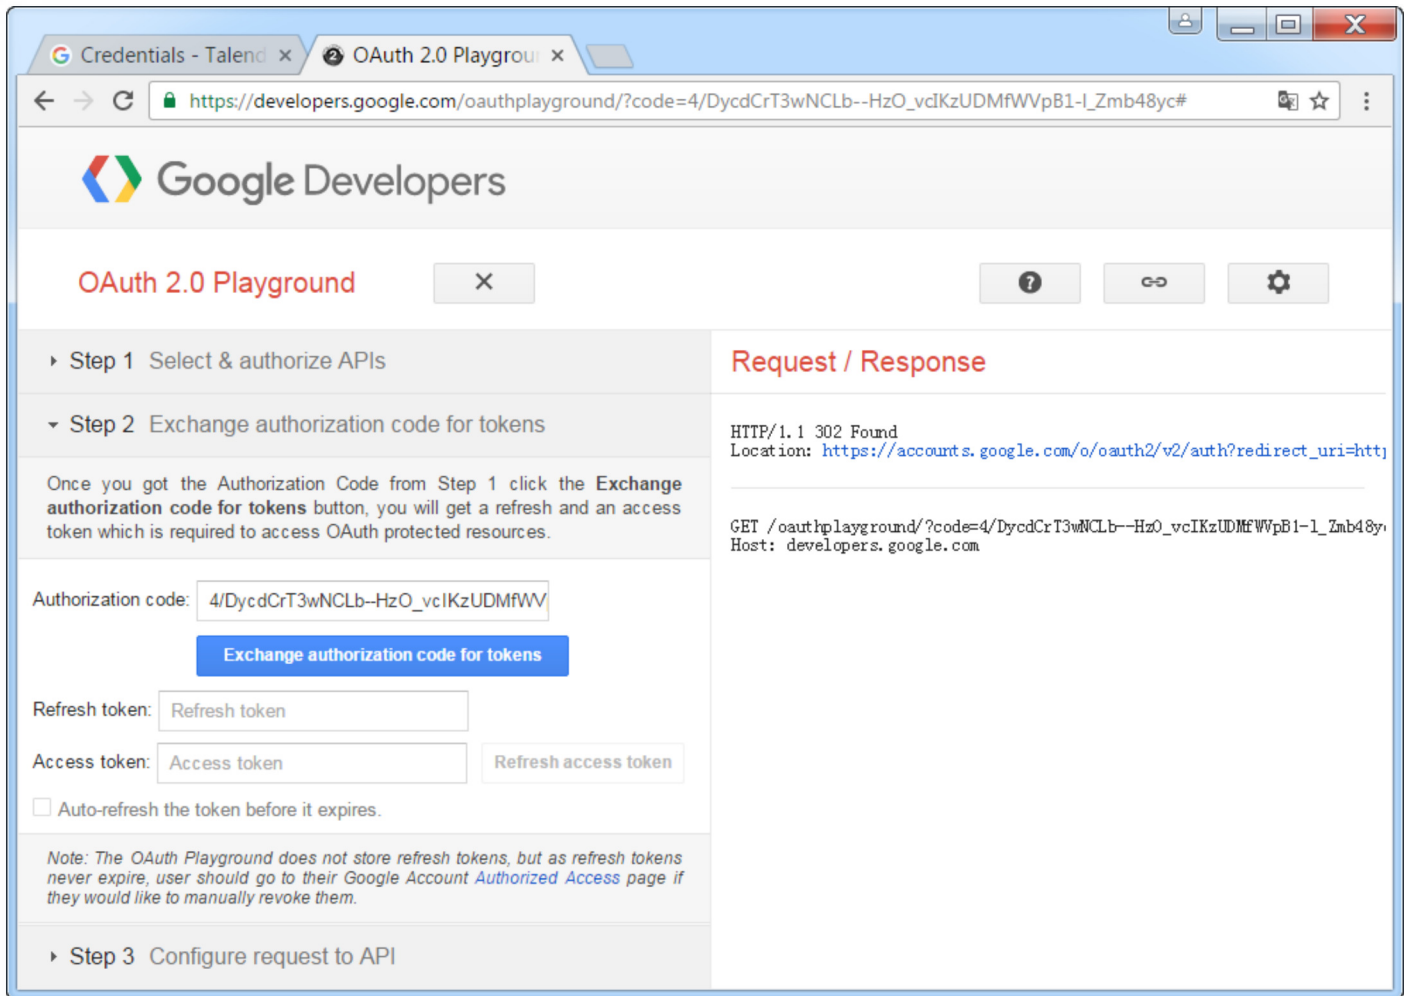 Credentials - Talend
OAuth 2.0 Playgroun
https://developers.google.com/oauthplayground/?code=4/DycdCrT3wNCLb--HzO_vcIKzUDMfWVpB1-l_Zmb48yc#
Google Developers
OAuth 2.0 Playground
Step 1 Select & authorize APIs
Step 2 Exchange authorization code for tokens
Once you got the Authorization Code from Step 1 click the Exchange
authorization code for tokens button, you will get a refresh and an access
token which is required to access OAuth protected resources.
Authorization code: 4/DycdCrT3wNCLb--HzO_vcIKzUDMfWV
Exchange authorization code for tokens
Refresh token: Refresh token
Access token: Access token Refresh access token
Auto-refresh the token before it expires.
Note: The OAuth Playground does not store refresh tokens, but as refresh tokens
never expire, user should go to their Google Account Authorized Access page if
they would like to manually revoke them.
Step 3 Configure request to API
Request / Response
HTTP/1.1 302 Found
Location: https://accounts.google.com/o/oauth2/v2/auth?redirect_uri=http
GET /oauthplayground/?code=4/DycdCrT3wNCLb--HzO_vcIKzUDMfWVpB1-l_Zmb48yc
Host: developers.google.com